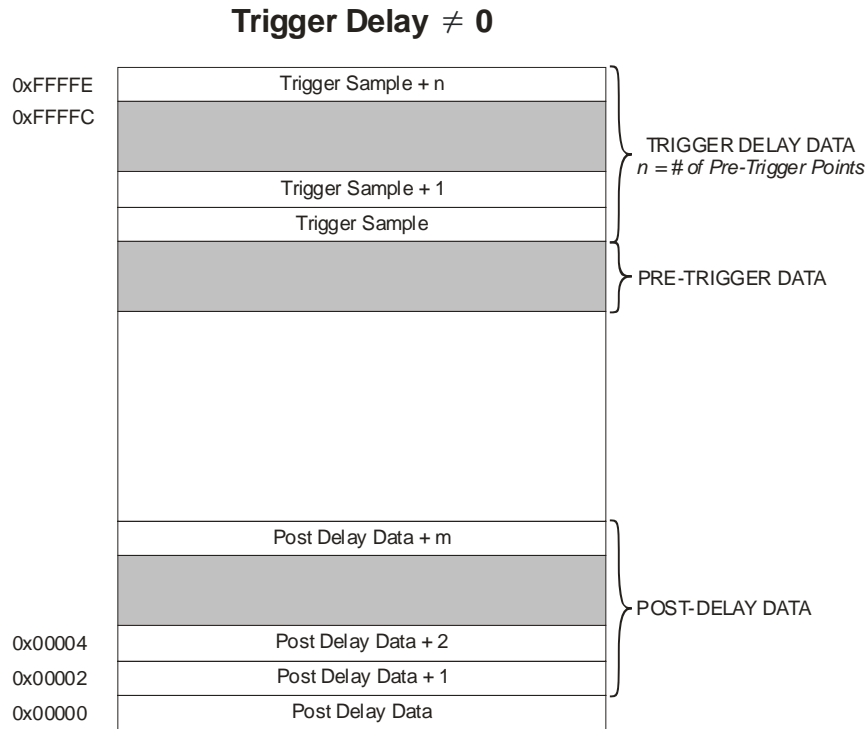 Trigger Delay ≠ 0
0xFFFFE
Trigger Sample + n
0xFFFFC
TRIGGER DELAY DATA
n = # of Pre-Trigger Points
Trigger Sample + 1
Trigger Sample
PRE-TRIGGER DATA
Post Delay Data + m
POST-DELAY DATA
0x00004
Post Delay Data + 2
0x00002
Post Delay Data + 1
0x00000
Post Delay Data